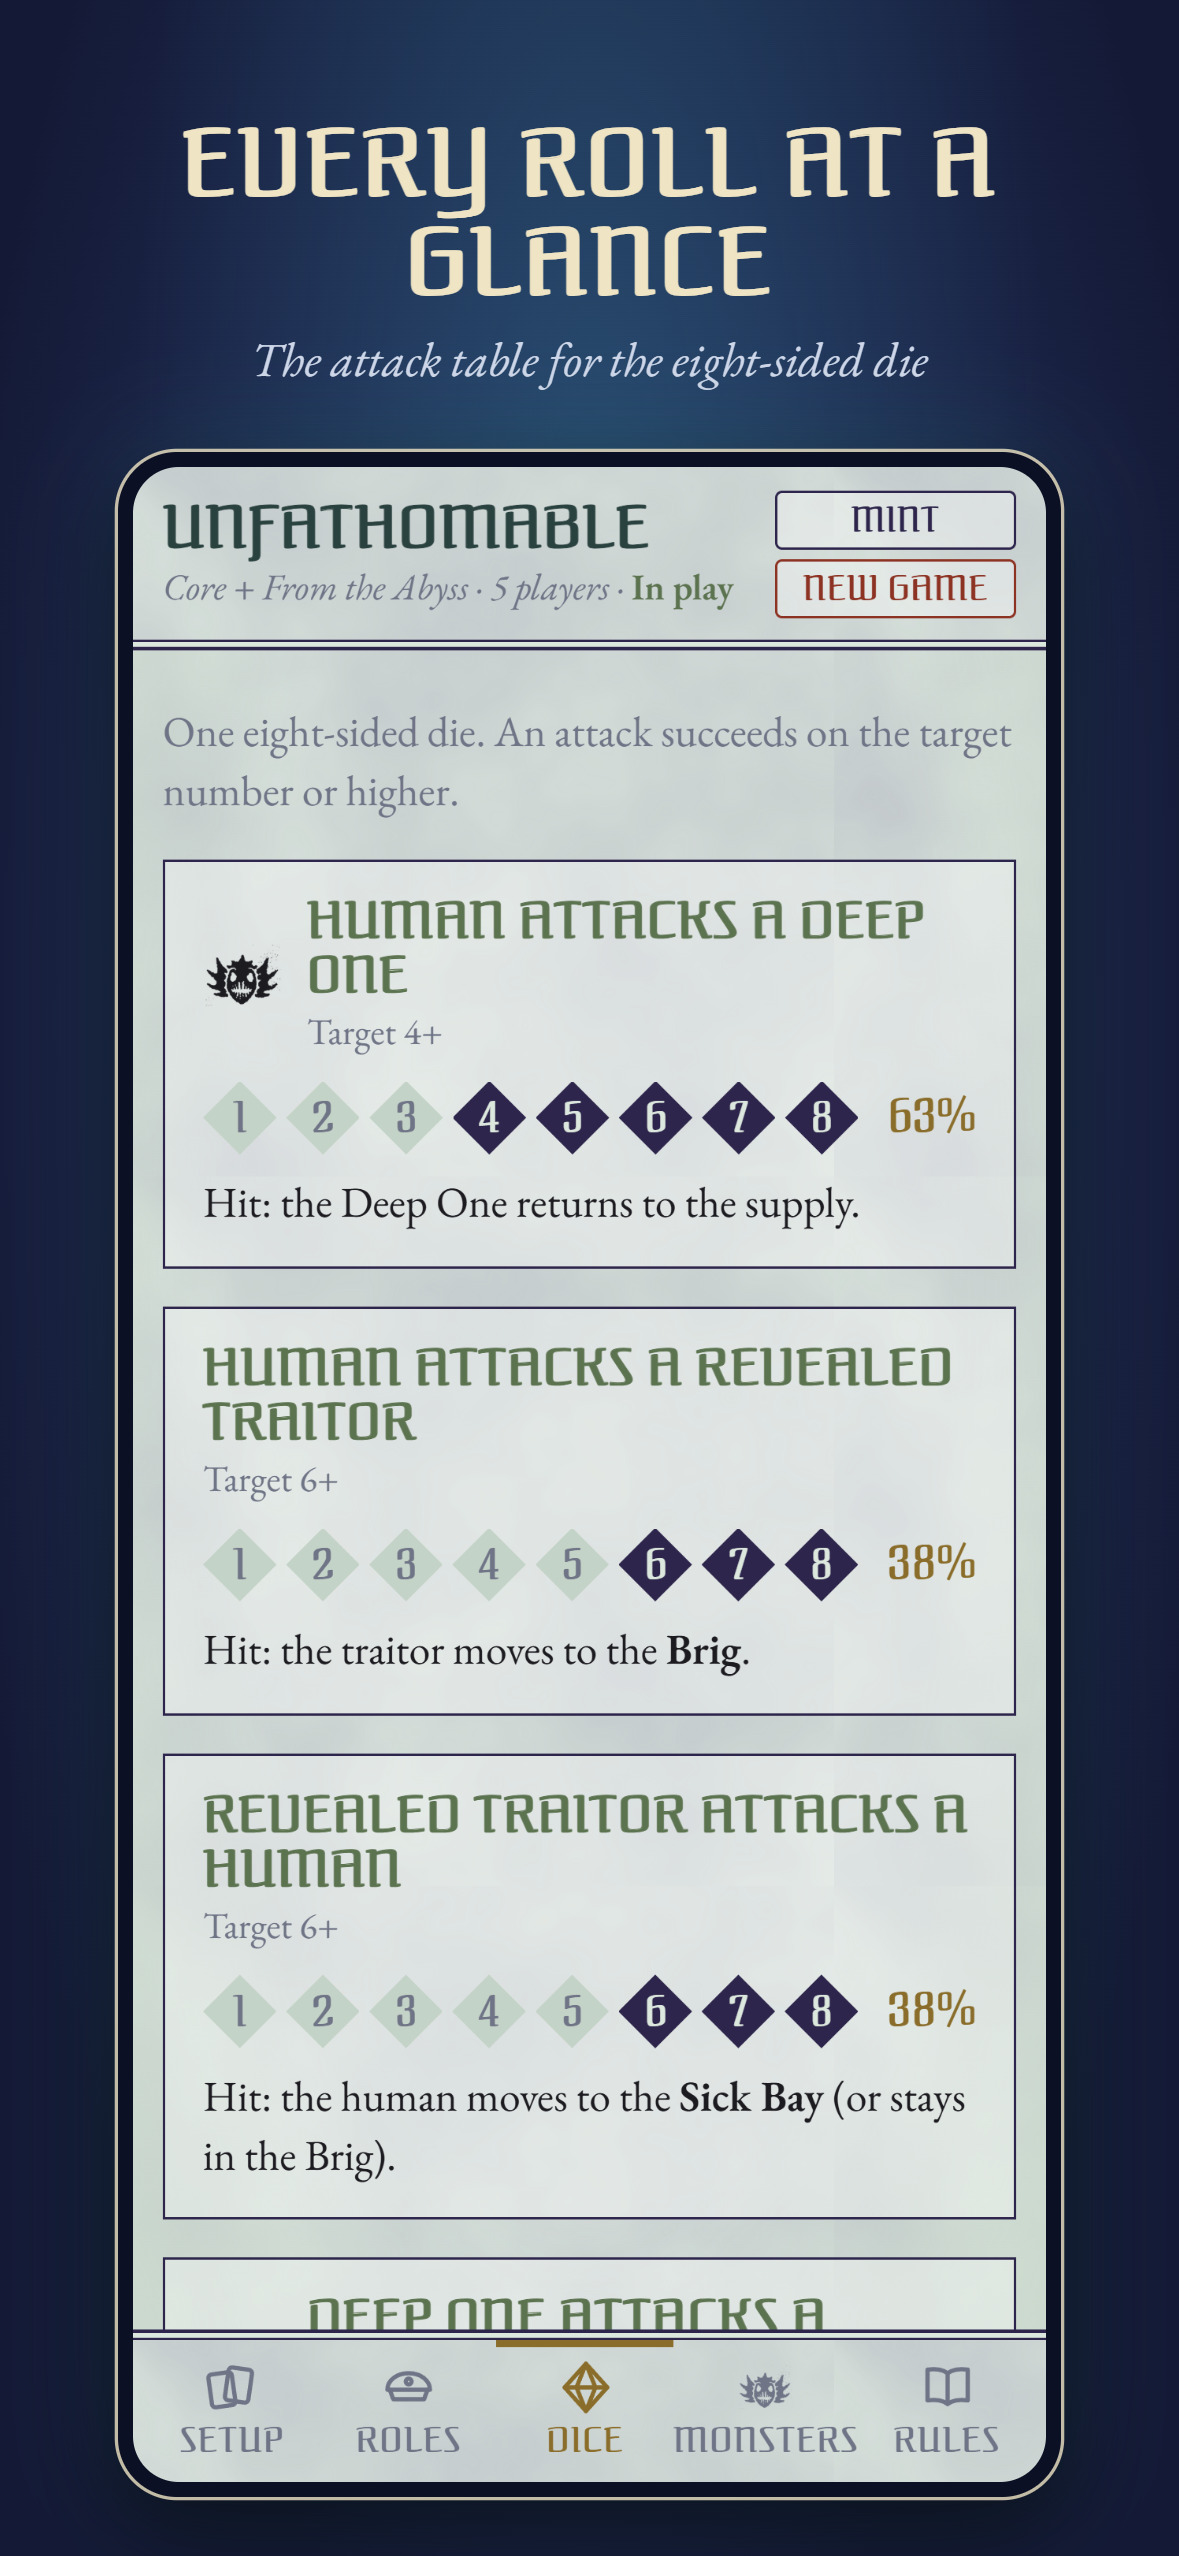 EVERY ROLL AT A
GLANCE
The attack table for the eight-sided die
UNFATHOMABLE
MINT
Core + From the Abyss · 5 players · In play
NEW GAME
One eight-sided die. An attack succeeds on the target
number or higher.
HUMAN ATTACKS A DEEP
ONE
Target 4+
1 2 3 4 5 6 7 8 63%
Hit: the Deep One returns to the supply.
HUMAN ATTACKS A REVEALED
TRAITOR
Target 6+
1 2 3 4 5 6 7 8 38%
Hit: the traitor moves to the Brig.
REVEALED TRAITOR ATTACKS A
HUMAN
Target 6+
1 2 3 4 5 6 7 8 38%
Hit: the human moves to the Sick Bay (or stays
in the Brig).
DEEP ONE ATTACKS A
SETUP ROLES DICE MONSTERS RULES